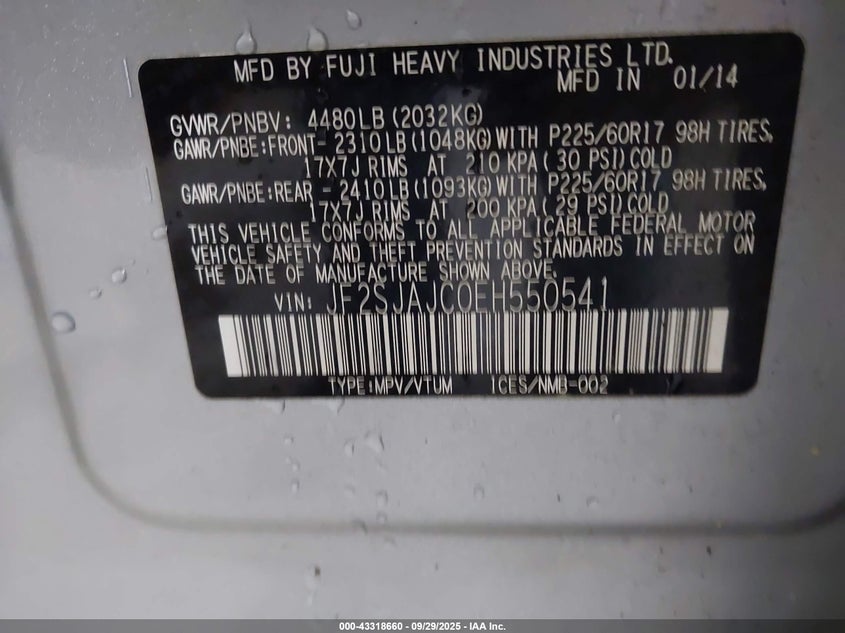 MFD BY FUJI HEAVY INDUSTRIES LTD.
MFD IN 01/14
GVWR/PNBV: 4480LB(2032KG)
GAWR/PNBE:FRONT- 2310LB(1048KG)WITH P225/60R17 98H TIRES,
17X7J RIMS AT 210 KPA( 30 PSI)COLD
GAWR/PNBE:REAR - 2410LB(1093KG)WITH P225/60R17 98H TIRES,
17X7J RIMS AT 200 KPA( 29 PSI)COLD
THIS VEHICLE CONFORMS TO ALL APPLICABLE FEDERAL MOTOR
VEHICLE SAFETY AND THEFT PREVENTION STANDARDS IN EFFECT ON
THE DATE OF MANUFACTURE SHOWN ABOVE.
VIN: JF2SJAJC0EH550541
TYPE:MPV/VTUM ICES/NMB-002
000-43318660 - 09/29/2025 - IAA Inc.